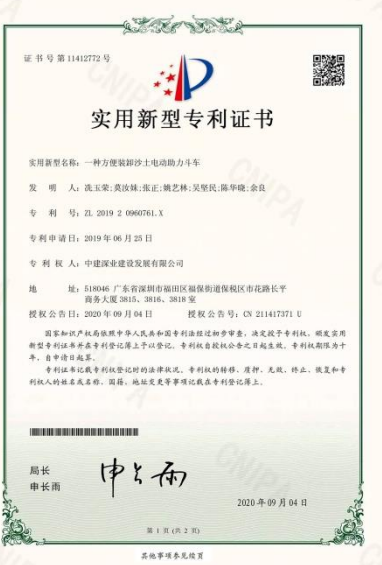 证书号第11412772号
实用新型专利证书
实用新型名称：一种方便装卸沙土电动助力斗车
发明人：冼玉荣;莫汝妹;张正;姚艺林;吴坚民;陈华晓;余良
专利号：ZL 2019 2 0960761.X
专利申请日：2019年06月25日
专利权人：中建深业建设发展有限公司
地址：518046 广东省深圳市福田区福保街道保税区市花路长平
商务大厦3815、3816、3818室
授权公告日：2020年09月04日 授权公告号：CN 211417371 U
国家知识产权局依照中华人民共和国专利法经过初步审查，决定授予专利权，颁发实用
新型专利证书并在专利登记簿上予以登记。专利权自授权公告之日起生效。专利权期限为十
年，自申请日起算。
专利证书记载专利权登记时的法律状况。专利权的转移、质押、无效、终止、恢复和专
利权人的姓名或名称、国籍、地址变更等事项记载在专利登记簿上。
局长
申长雨
申长雨
2020年09月04日
第 1 页 (共 2 页)
其他事项参见续页
CNIPA
CNIPA